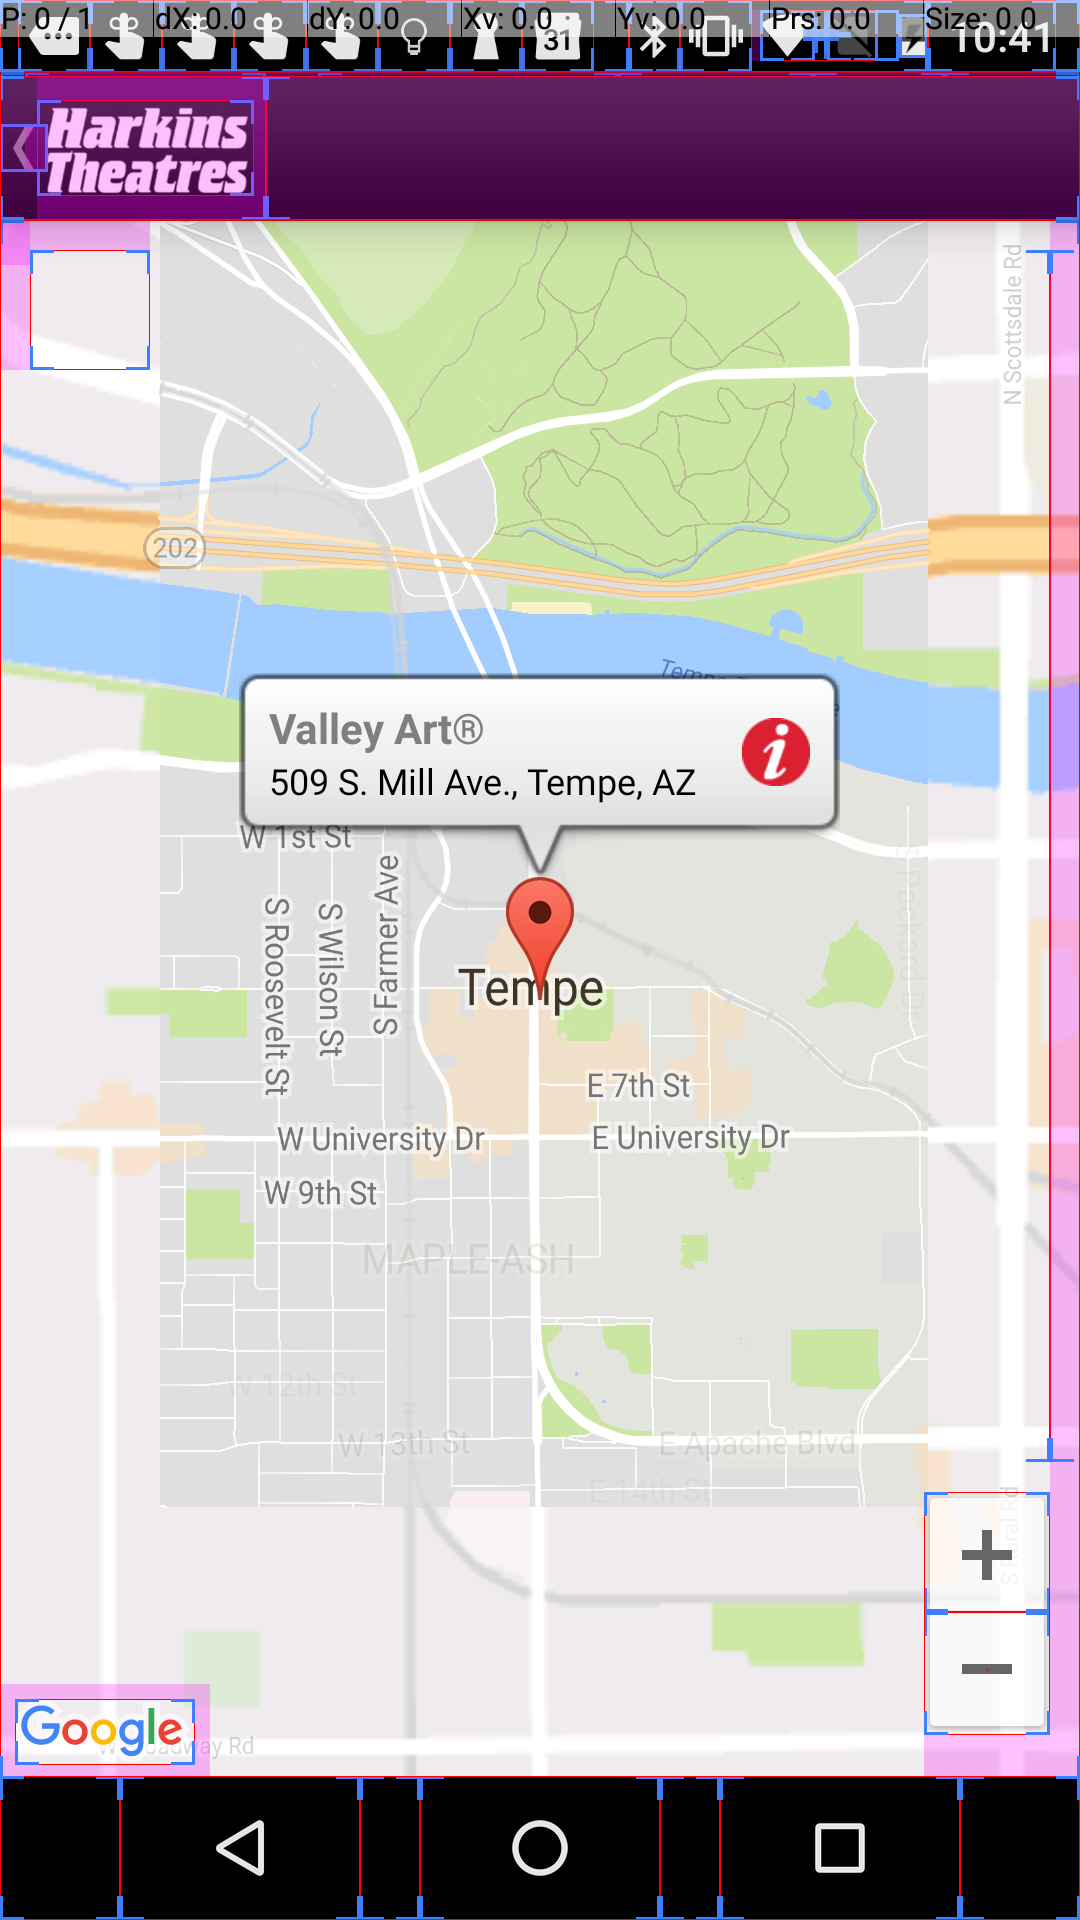 P: 0 / 1 dX: 0.0 dY: 0.0 Xv: 0.0 Yv: 0.0 Prs: 0.0 Size: 0.0
31 10:41
Harkins
Theatres
N Scottsdale Rd
202
Valley Art®
509 S. Mill Ave., Tempe, AZ
W 1st St
S Roosevelt St
S Wilson St
S Farmer Ave
S Packard Dr
Tempe
E 7th St
W University Dr
E University Dr
W 9th St
MAPLE-ASH
W 12th St
W 13th St
E Apache Blvd
E 14th St
S Rural Rd
Google